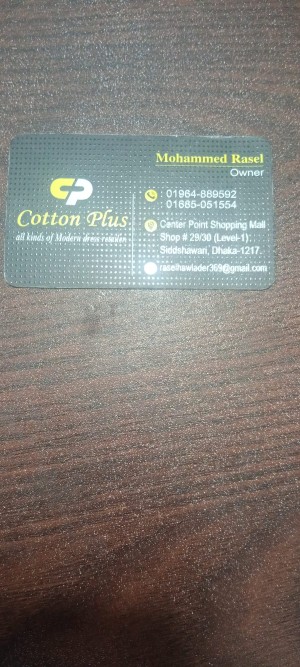 Mohammed Rasel
Owner
CP
Cotton Plus
all kinds of Modern dress retailer
: 01964-889592
01685-051554
: Center Point Shopping Mall
Shop # 29/30 (Level-1),
Siddshawari, Dhaka-1217.
raselhawlader369@gmail.com